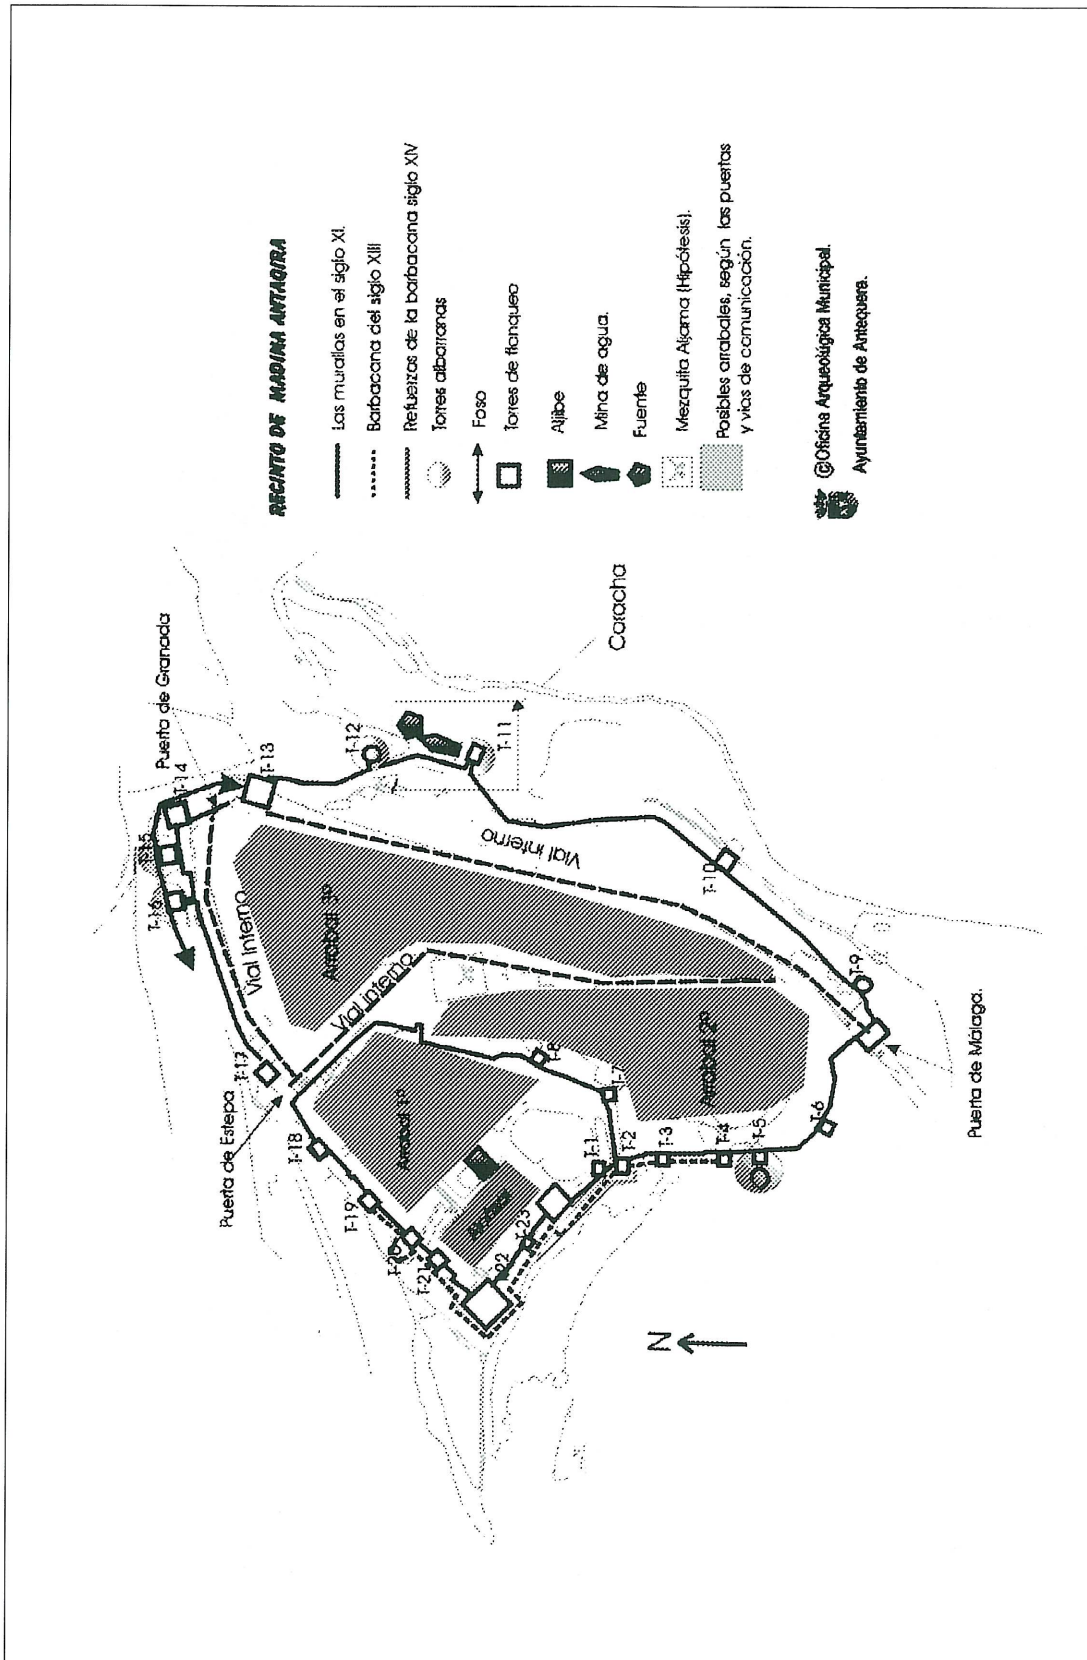 RECINTO DE MADINA ANTAQIRA
Las murallas en el siglo XI.
Barbacana del siglo XIII
Refuerzos de la barbacana siglo XIV
Torres albarranas
Foso
Torres de flanqueo
Aljibe
Mina de agua.
Fuente
Mezquita Aljama (Hipótesis).
Posibles arrabales, según las puertas
y vías de comunicación.
©Oficina Arqueológica Municipal.
Ayuntamiento de Antequera.
Puerta de Granada
T-14
T-13
T-15
T-16
T-12
T-11
Coracha
Vial interno
Vial interno
Vial interno
Arrabal 3º
T-17
Puerta de Estepa
T-18
T-19
T-20
T-21
22
T-23
Arrabal 1º
T-1
T-2
T-3
T-4
T-5
T-6
T-7
T-8
Arrabal 2º
T-10
T-9
Puerta de Málaga.
N